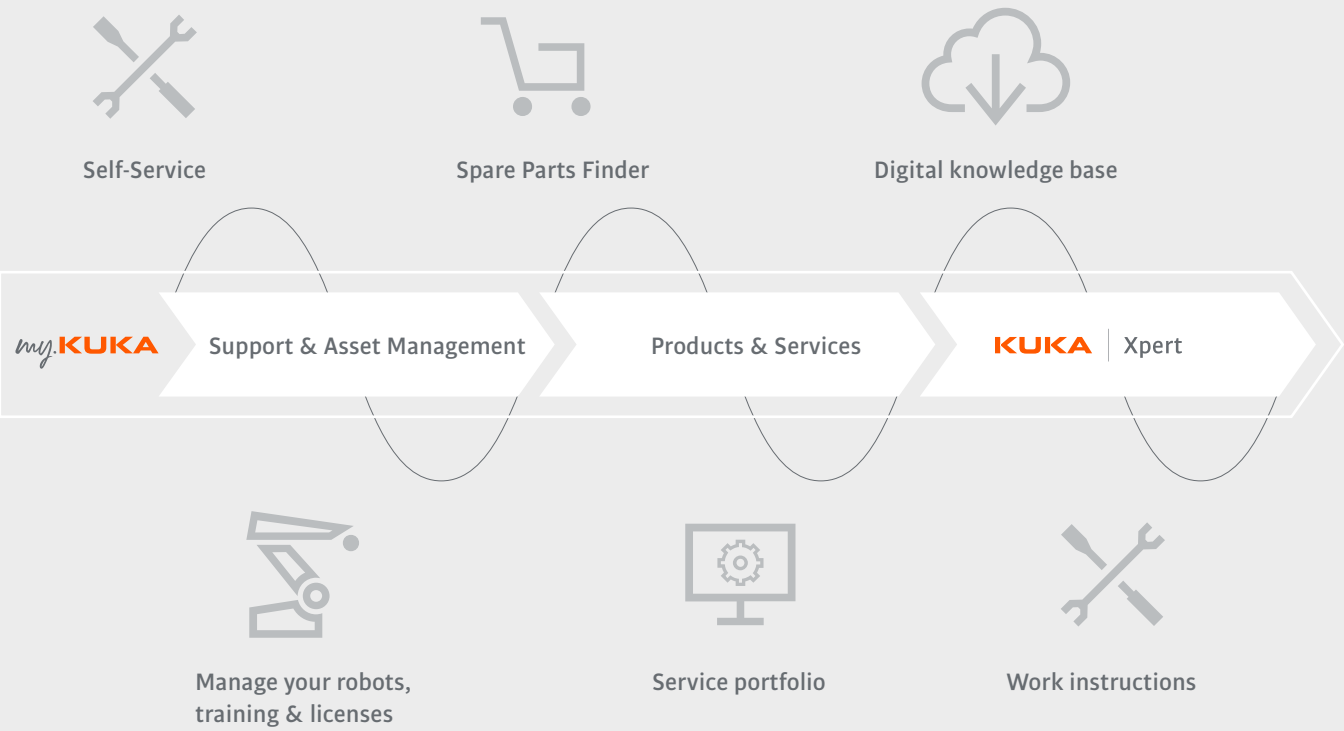 Self-Service
Spare Parts Finder
Digital knowledge base
my.KUKA
Support & Asset Management
Products & Services
KUKA | Xpert
Manage your robots,
training & licenses
Service portfolio
Work instructions